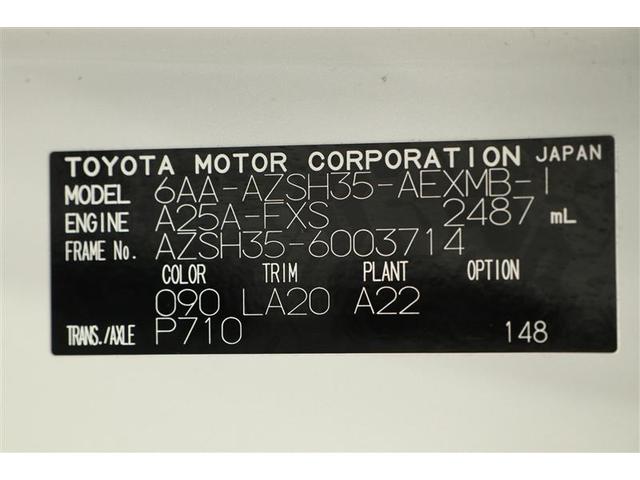 TOYOTA MOTOR CORPORATION JAPAN
MODEL 6AA-AZSH35-AEXMB-I
ENGINE A25A-FXS 2487 mL
FRAME No. AZSH35-6003714
COLOR TRIM PLANT OPTION
090 LA20 A22
TRANS./AXLE P710 148